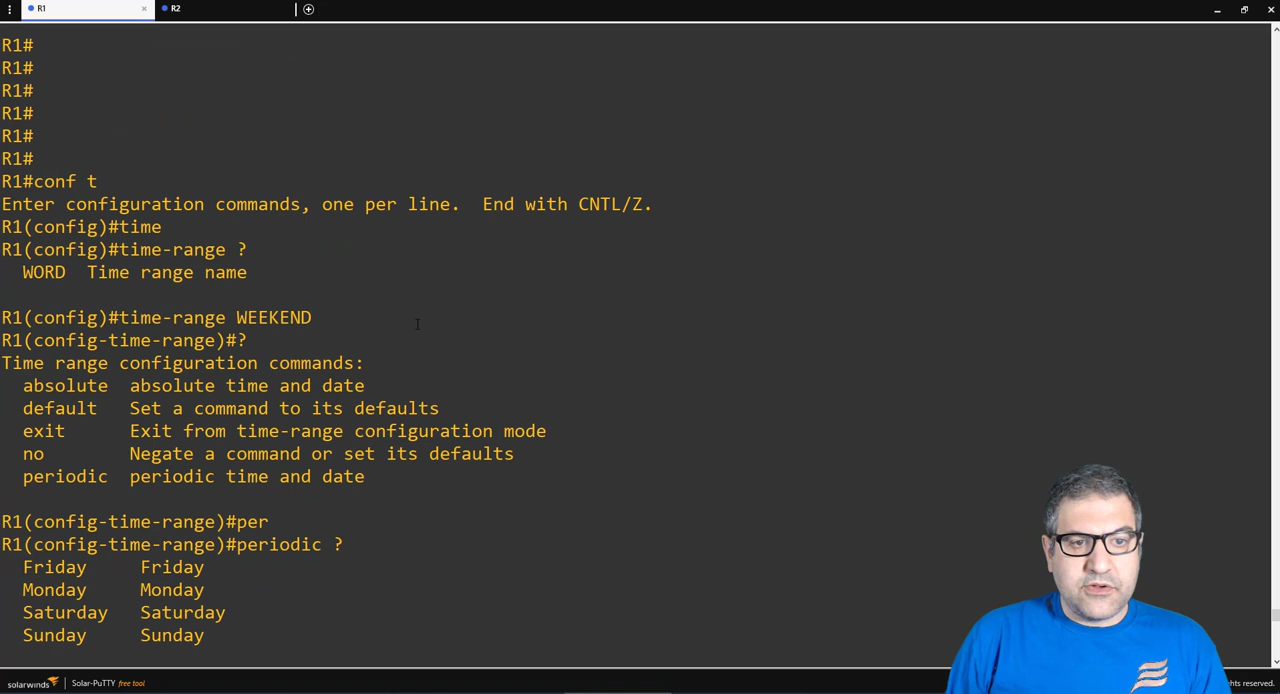 R1
R2
R1#
R1#
R1#
R1#
R1#
R1#
R1#conf t
Enter configuration commands, one per line.  End with CNTL/Z.
R1(config)#time
R1(config)#time-range ?
  WORD  Time range name
R1(config)#time-range WEEKEND
R1(config-time-range)#?
Time range configuration commands:
  absolute  absolute time and date
  default   Set a command to its defaults
  exit      Exit from time-range configuration mode
  no        Negate a command or set its defaults
  periodic  periodic time and date
R1(config-time-range)#per
R1(config-time-range)#periodic ?
  Friday     Friday
  Monday     Monday
  Saturday   Saturday
  Sunday     Sunday
solarwinds
Solar-PuTTY free tool
rights reserved.